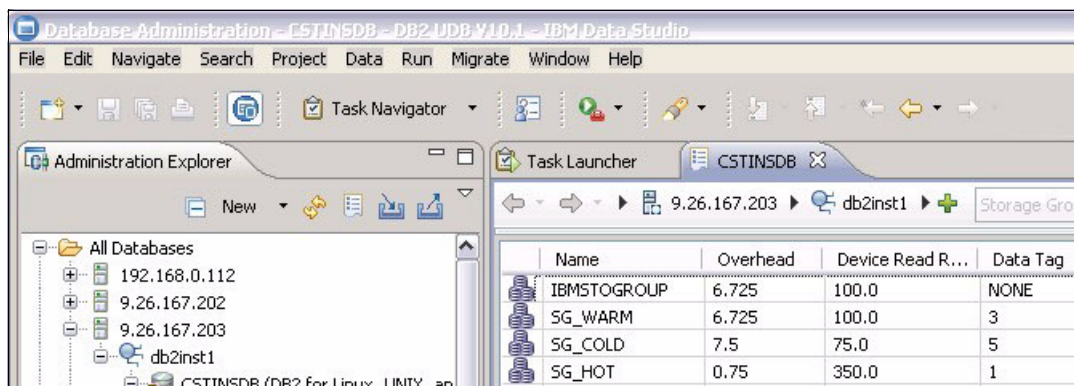 Database Administration - CSTINSDB - DB2 UDB V10.1 - IBM Data Studio
File Edit Navigate Search Project Data Run Migrate Window Help
Task Navigator
Administration Explorer
New
All Databases
192.168.0.112
9.26.167.202
9.26.167.203
db2inst1
CSTINSDB (DB2 for Linux, UNIX, an
Task Launcher CSTINSDB
9.26.167.203 db2inst1 Storage Gro
Name Overhead Device Read R... Data Tag
IBMSTOGROUP 6.725 100.0 NONE
SG_WARM 6.725 100.0 3
SG_COLD 7.5 75.0 5
SG_HOT 0.75 350.0 1